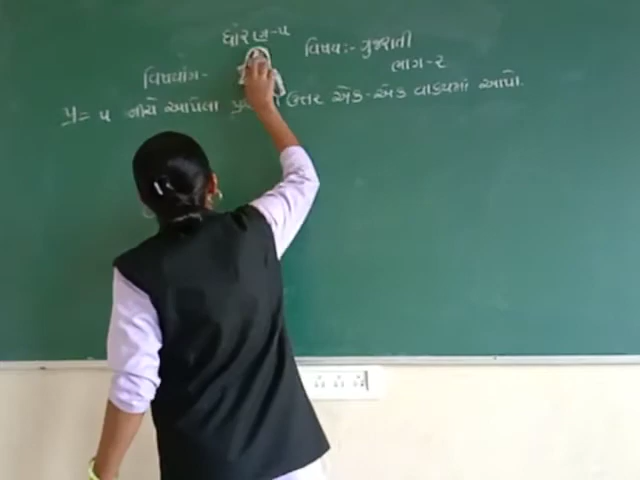 ધોરણ-૫
વિષય:- ગુજરાતી
ભાગ-૨
વિષયાંગ-
પ્ર= ૫ નીચે આપેલા ઉત્તર એક-એક વાક્યમાં આપો.